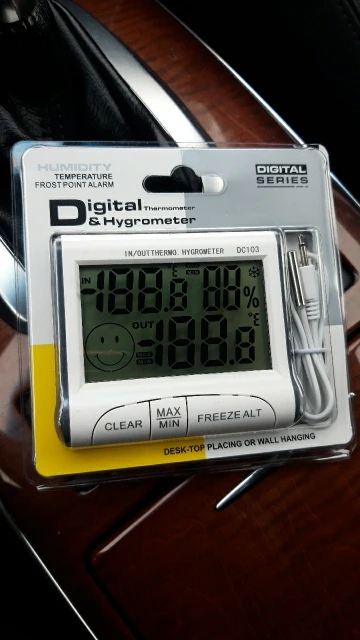 HUMIDITY
TEMPERATURE
FROST POINT ALARM
DIGITAL
SERIES
Digital Thermometer
& Hygrometer
IN/OUT THERMO. HYGROMETER DC103
IN -188.8 88%
OUT -188.8
CLEAR
MAX
MIN
FREEZE ALT
DESK-TOP PLACING OR WALL HANGING